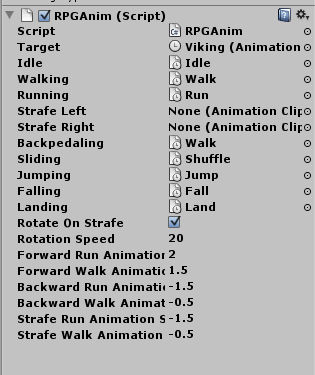 RPGAnim (Script)
Script RPGAnim
Target Viking (Animation
Idle Idle
Walking Walk
Running Run
Strafe Left None (Animation Clip
Strafe Right None (Animation Clip
Backpedaling Walk
Sliding Shuffle
Jumping Jump
Falling Fall
Landing Land
Rotate On Strafe
Rotation Speed 20
Forward Run Animation 2
Forward Walk Animatic 1.5
Backward Run Animatic -1.5
Backward Walk Animat -0.5
Strafe Run Animation S -1.5
Strafe Walk Animation -0.5